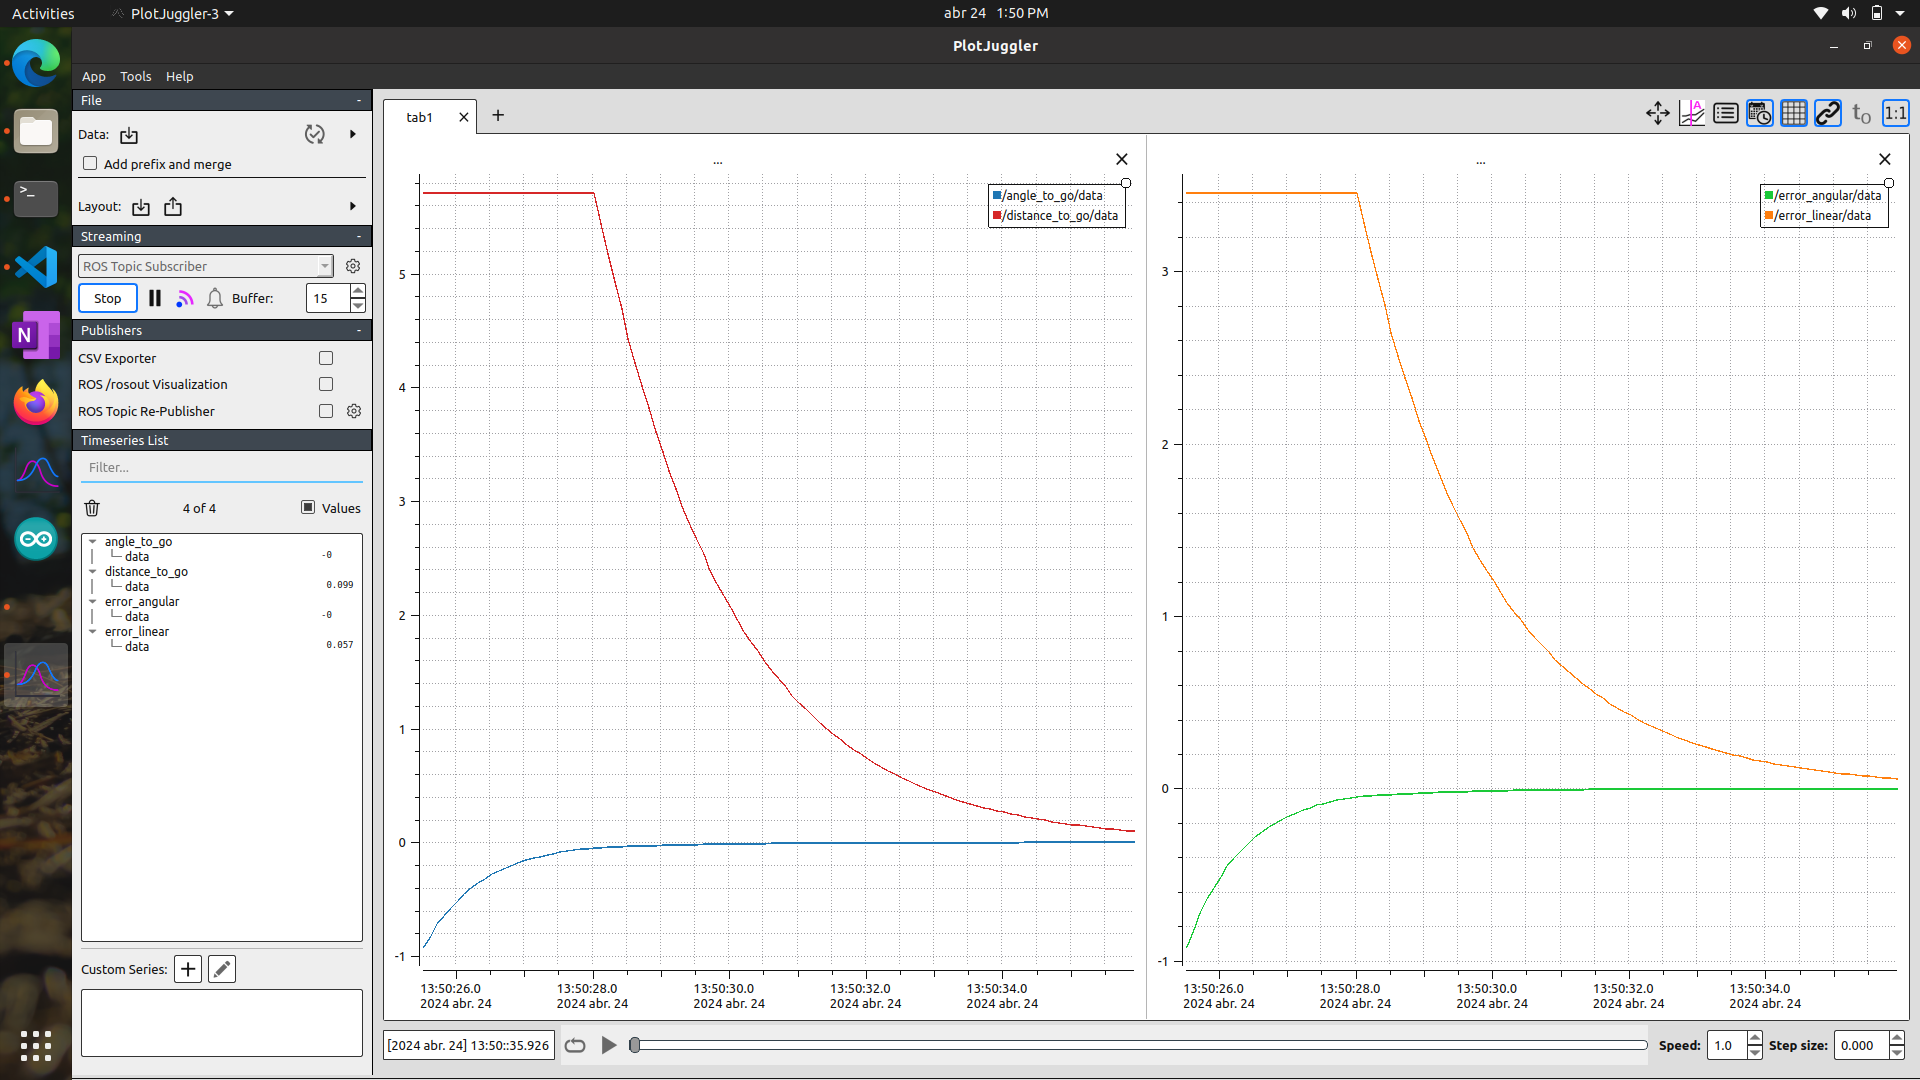 Activities PlotJuggler-3 abr 24 1:50 PM
PlotJuggler
App Tools Help
File -
Data:
Add prefix and merge
Layout:
Streaming -
ROS Topic Subscriber
Stop Buffer: 15
Publishers -
CSV Exporter
ROS /rosout Visualization
ROS Topic Re-Publisher
Timeseries List
Filter...
4 of 4 Values
angle_to_go
data -0
distance_to_go
data 0.099
error_angular
data -0
error_linear
data 0.057
Custom Series:
tab1
A
t0
1:1
...
/angle_to_go/data
/distance_to_go/data
5
4
3
2
1
0
-1
13:50:26.0 13:50:28.0 13:50:30.0 13:50:32.0 13:50:34.0
2024 abr. 24 2024 abr. 24 2024 abr. 24 2024 abr. 24 2024 abr. 24
...
/error_angular/data
/error_linear/data
3
2
1
0
-1
13:50:26.0 13:50:28.0 13:50:30.0 13:50:32.0 13:50:34.0
2024 abr. 24 2024 abr. 24 2024 abr. 24 2024 abr. 24 2024 abr. 24
[2024 abr. 24] 13:50::35.926 Speed: 1.0 Step size: 0.000
N
>_